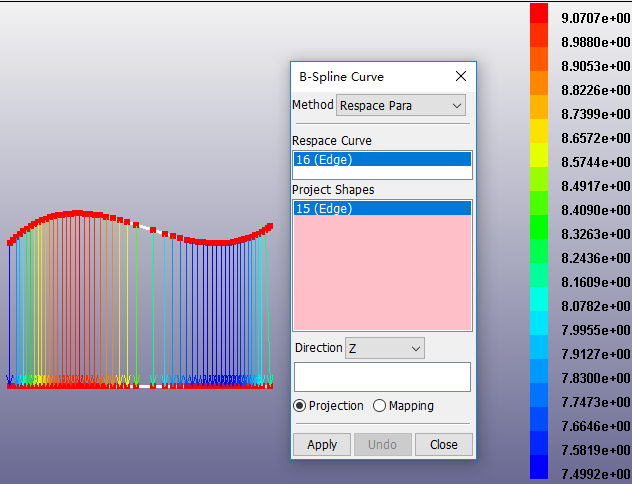 B-Spline Curve
Method Respace Para
Respace Curve
16 (Edge)
Project Shapes
15 (Edge)
Direction Z
Projection Mapping
Apply Undo Close
9.0707e+00
8.9880e+00
8.9053e+00
8.8226e+00
8.7399e+00
8.6572e+00
8.5744e+00
8.4917e+00
8.4090e+00
8.3263e+00
8.2436e+00
8.1609e+00
8.0782e+00
7.9955e+00
7.9127e+00
7.8300e+00
7.7473e+00
7.6646e+00
7.5819e+00
7.4992e+00